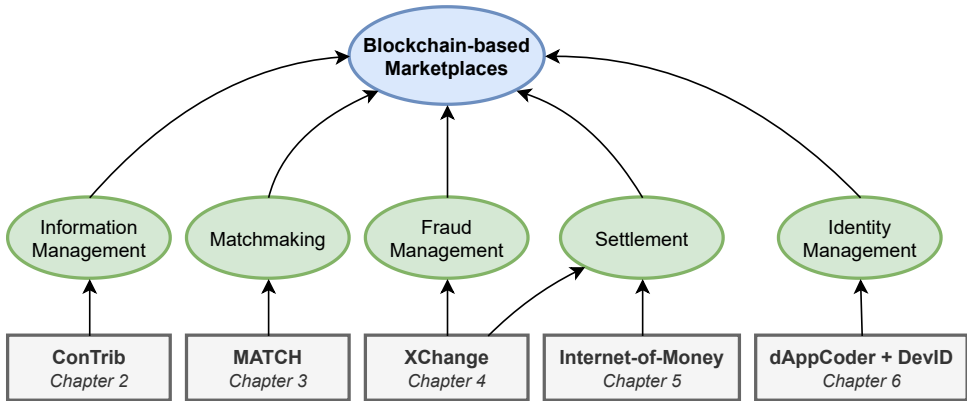 Blockchain-based
Marketplaces
Information
Management
Matchmaking
Fraud
Management
Settlement
Identity
Management
ConTrib
Chapter 2
MATCH
Chapter 3
XChange
Chapter 4
Internet-of-Money
Chapter 5
dAppCoder + DevID
Chapter 6